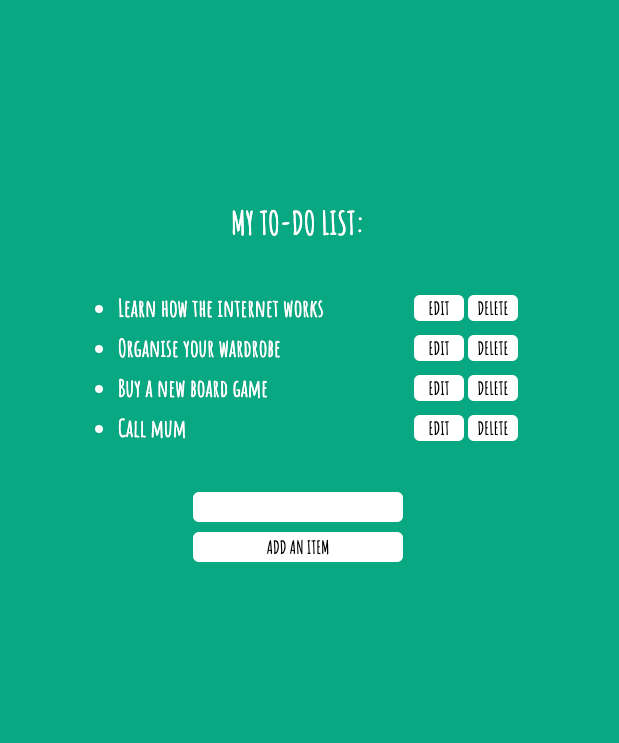 MY TO-DO LIST:
Learn how the internet works EDIT DELETE
Organise your wardrobe EDIT DELETE
Buy a new board game EDIT DELETE
Call mum EDIT DELETE
ADD AN ITEM